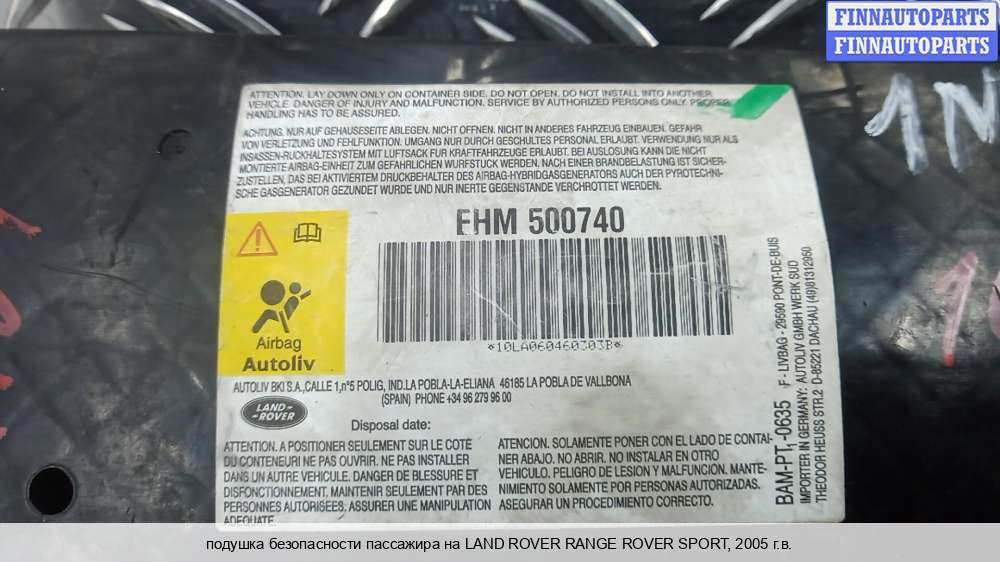 FINNAUTOPARTS
FINNAUTOPARTS
1N
ATTENTION. LAY DOWN ONLY ON CONTAINER SIDE. DO NOT OPEN. DO NOT INSTALL INTO ANOTHER
VEHICLE. DANGER OF INJURY AND MALFUNCTION. SERVICE BY AUTHORIZED PERSONS ONLY. PROPER
HANDLING HAS TO BE ASSURED.
ACHTUNG. NUR AUF GEHAUSESEITE ABLEGEN. NICHT OFFNEN. NICHT IN ANDERES FAHRZEUG EINBAUEN. GEFAHR
VON VERLETZUNG UND FEHLFUNKTION. UMGANG NUR DURCH GESCHULTES PERSONAL ERLAUBT. VERWENDUNG NUR ALS
INSASSEN-RUCKHALTESYSTEM MIT LUFTSACK FUR KRAFTFAHRZEUGE ERLAUBT. BEI AUSLOSUNG KANN DIE NICHT
MONTIERTE AIRBAG-EINHEIT ZUM GEFAHRLICHEN WURFSTUCK WERDEN. NACH EINER BRANDBELASTUNG IST SICHER-
ZUSTELLEN, DAS BEI AKTIVIERTEM DRUCKBEHALTER DES AIRBAG-HYBRIDGASGENERATORS AUCH DER PYROTECHNI-
SCHE GASGENERATOR GEZUNDET WURDE UND NUR INERTE GEGENSTANDE VERCHROTTET WERDEN.
EHM 500740
*10LA060460303B*
Airbag
Autoliv
AUTOLIV BKI S.A.,CALLE 1,n°5 POLIG, IND.LA POBLA-LA-ELIANA 46185 LA POBLA DE VALLBONA
(SPAIN) PHONE +34 96 279 96 00
LAND-
ROVER
Disposal date:
ATTENTION. A POSITIONER SEULEMENT SUR LE COTÉ
DU CONTENEUR NE PAS OUVRIR. NE PAS INSTALLER
DANS UN AUTRE VEHICULE. DANGER DE BLESSURE ET
DISFONCTIONNEMENT. MAINTENIR SEULEMENT PAR DES
PERSONNES AUTORISÉES. ASSURER UNE MANIPULATION
ADEQUATE.
ATENCION. SOLAMENTE PONER CON EL LADO DE CONTAI-
NER ABAJO. NO ABRIR. NO INSTALAR EN OTRO
VEHICULO. PELIGRO DE LESION Y MALFUNCION. MANTE-
NIMIENTO SOLAMENTE POR PERSONAS AUTORIZADAS.
ASEGURAR UN PROCEDIMIENTO CORRECTO.
BAM-PT1-0635 F - LIVBAG - 29590 PONT-DE-BUIS
IMPORTER IN GERMANY: AUTOLIV GMBH WERK SUD
THEODOR HEUSS STR.2 D-85221 DACHAU (49)81312950
подушка безопасности пассажира на LAND ROVER RANGE ROVER SPORT, 2005 г.в.